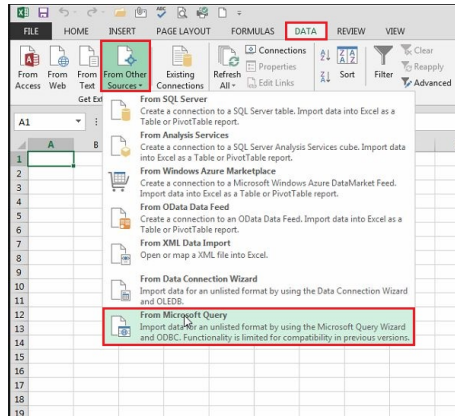 FILE HOME INSERT PAGE LAYOUT FORMULAS DATA REVIEW VIEW
From Access
From Web
From Text
From Other Sources
Existing Connections
Refresh All
Connections
Properties
Edit Links
Sort
Filter
Clear
Reapply
Advanced
Get Ext
From SQL Server
Create a connection to a SQL Server table. Import data into Excel as a
Table or PivotTable report.
From Analysis Services
Create a connection to a SQL Server Analysis Services cube. Import data
into Excel as a Table or PivotTable report.
From Windows Azure Marketplace
Create a connection to a Microsoft Windows Azure DataMarket Feed.
Import data into Excel as a Table or PivotTable report.
From OData Data Feed
Create a connection to an OData Data Feed. Import data into Excel as a
Table or PivotTable report.
From XML Data Import
Open or map a XML file into Excel.
From Data Connection Wizard
Import data for an unlisted format by using the Data Connection Wizard
and OLEDB.
From Microsoft Query
Import data for an unlisted format by using the Microsoft Query Wizard
and ODBC. Functionality is limited for compatibility in previous versions.
A1
A B
1
2
3
4
5
6
7
8
9
10
11
12
13
14
15
16
17
18
19